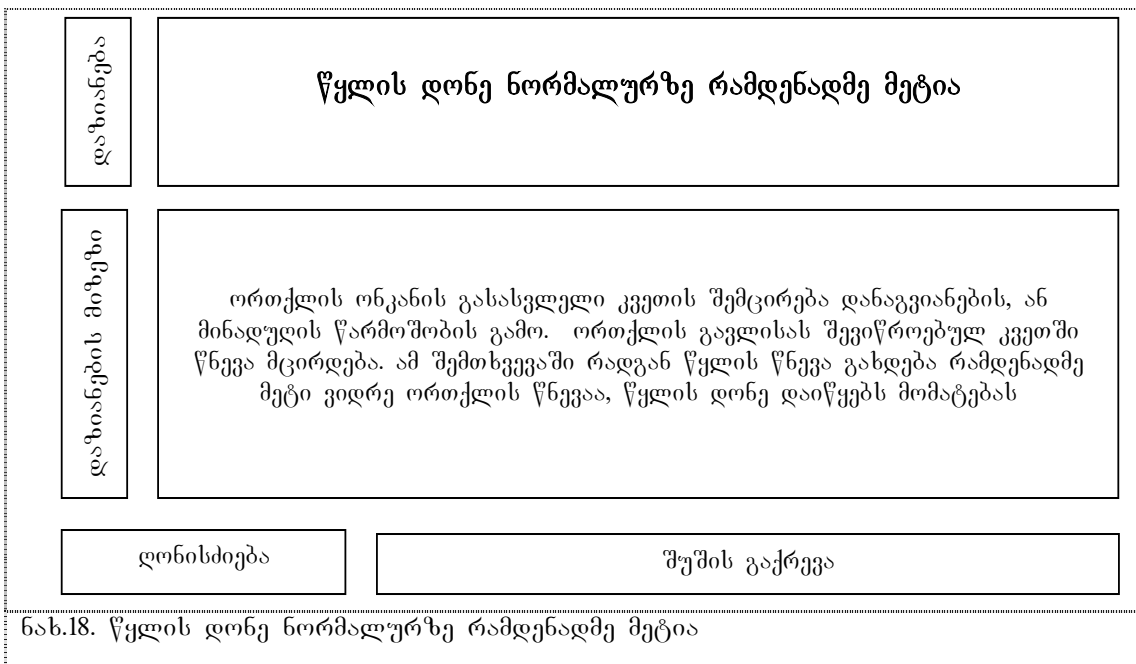 დაზიანება
წყლის დონე ნორმალურზე რამდენადმე მეტია
დაზიანების მიზეზი
ორთქლის ონკანის გასასვლელი კვეთის შემცირება დანაგვიანების, ან
მინადუღის წარმოშობის გამო. ორთქლის გავლისას შევიწროებულ კვეთში
წნევა მცირდება. ამ შემთხვევაში რადგან წყლის წნევა გახდება რამდენადმე
მეტი ვიდრე ორთქლის წნევაა, წყლის დონე დაიწყებს მომატებას
ღონისძიება
შუშის გაქრევა
ნახ.18. წყლის დონე ნორმალურზე რამდენადმე მეტია